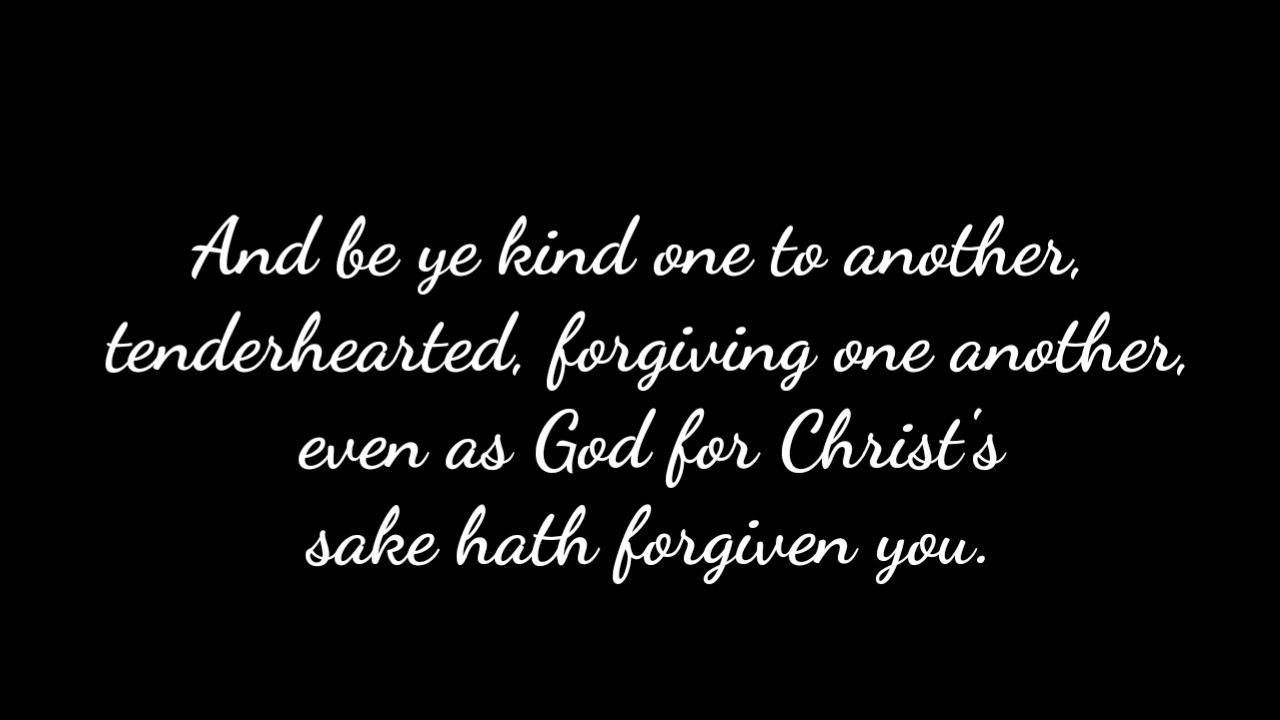 And be ye kind one to another,
tenderhearted, forgiving one another,
even as God for Christ's
sake hath forgiven you.